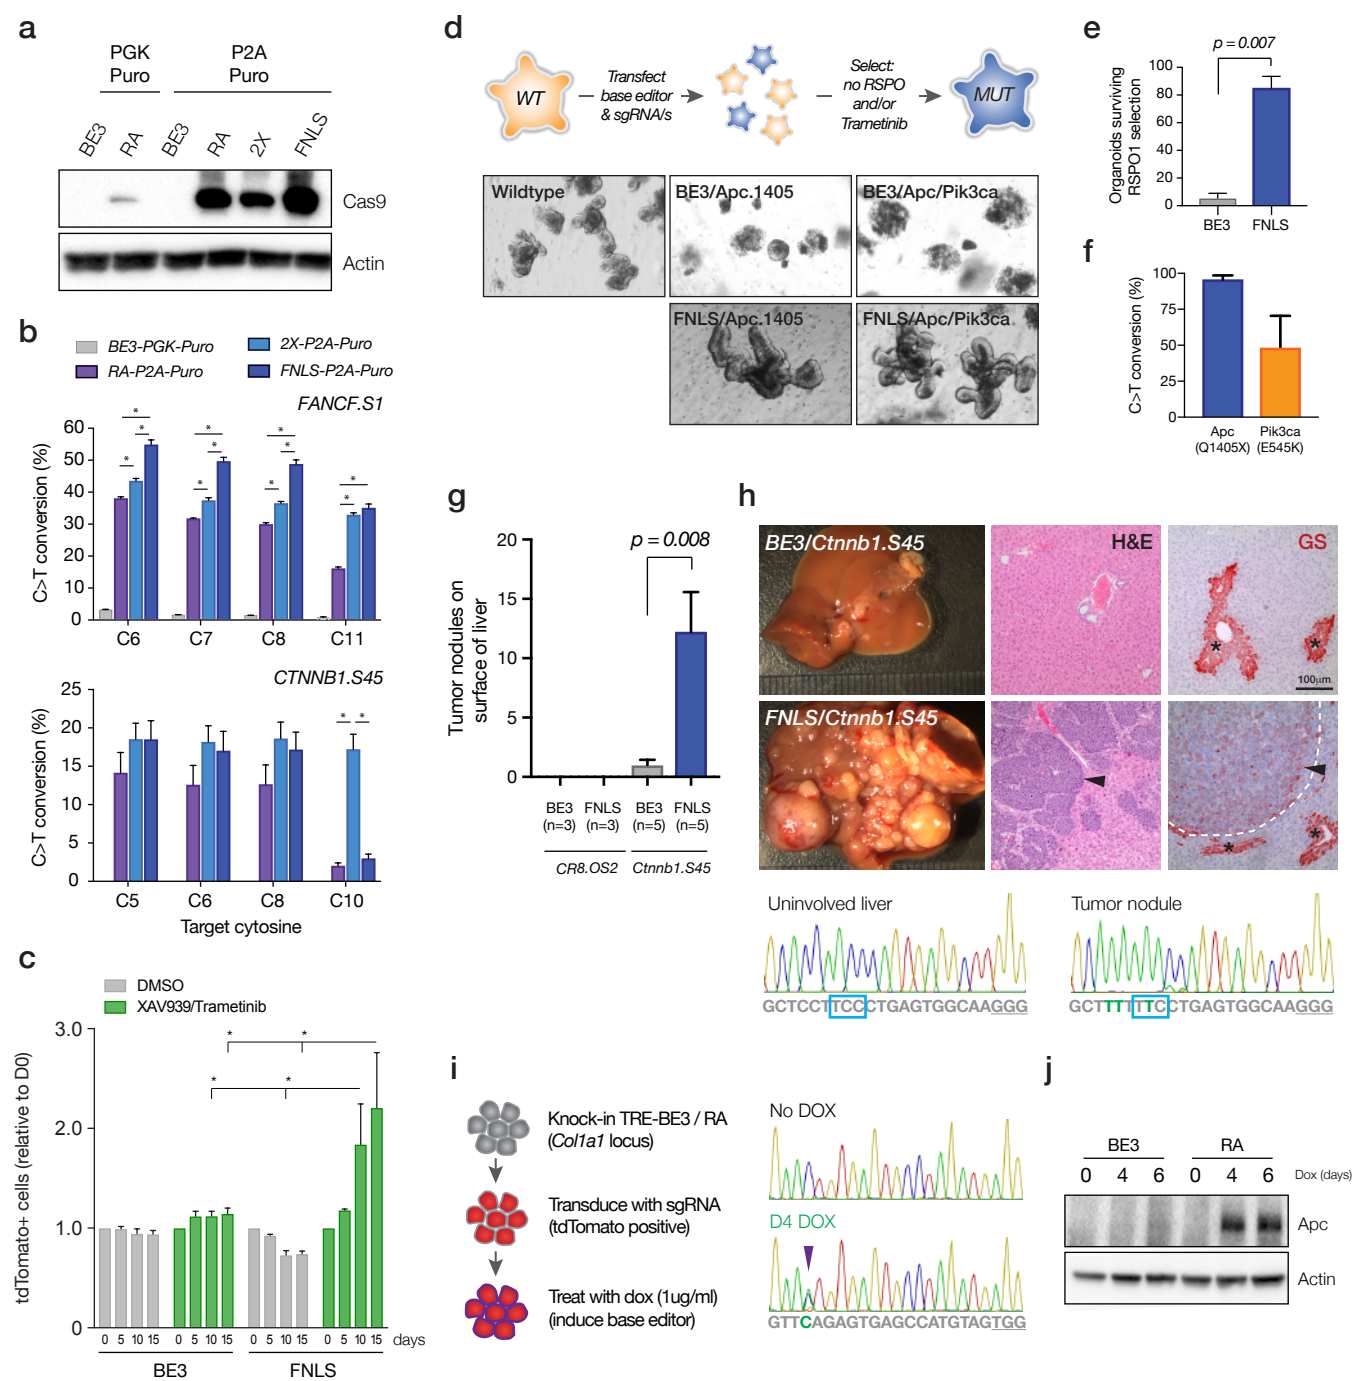 a
PGK
Puro
P2A
Puro
BE3
RA
BE3
RA
2X
FNLS
Cas9
Actin
b
BE3-PGK-Puro
2X-P2A-Puro
RA-P2A-Puro
FNLS-P2A-Puro
FANCF.S1
C>T conversion (%)
60
50
40
30
20
10
0
* * * * * * * * * * *
C6 C7 C8 C11
CTNNB1.S45
C>T conversion (%)
25
20
15
10
5
0
* *
C5 C6 C8 C10
Target cytosine
c
DMSO
XAV939/Trametinib
tdTomato+ cells (relative to D0)
3.0
2.0
1.0
0
* *
* *
0 5 10 15 0 5 10 15 0 5 10 15 0 5 10 15 days
BE3 FNLS
d
WT
Transfect
base editor
& sgRNA/s
Select:
no RSPO
and/or
Trametinib
MUT
Wildtype
BE3/Apc.1405
BE3/Apc/Pik3ca
FNLS/Apc.1405
FNLS/Apc/Pik3ca
e
p = 0.007
Organoids surviving
RSPO1 selection
100
80
60
40
20
0
BE3 FNLS
f
C>T conversion (%)
100
75
50
25
0
Apc
(Q1405X)
Pik3ca
(E545K)
g
Tumor nodules on
surface of liver
20
15
10
5
0
p = 0.008
BE3
(n=3)
FNLS
(n=3)
BE3
(n=5)
FNLS
(n=5)
CR8.OS2 Ctnnb1.S45
h
BE3/Ctnnb1.S45
H&E
GS
* *
100µm
FNLS/Ctnnb1.S45
* *
Uninvolved liver
GCTCCTTCCCTGAGTGGCAAGGG
Tumor nodule
GCTTTTTTCCTGAGTGGCAAGGG
i
Knock-in TRE-BE3 / RA
(Col1a1 locus)
Transduce with sgRNA
(tdTomato positive)
Treat with dox (1ug/ml)
(induce base editor)
No DOX
D4 DOX
GTTCAGAGTGAGCCATGTAGTGG
j
BE3 RA
0 4 6 0 4 6 Dox (days)
Apc
Actin